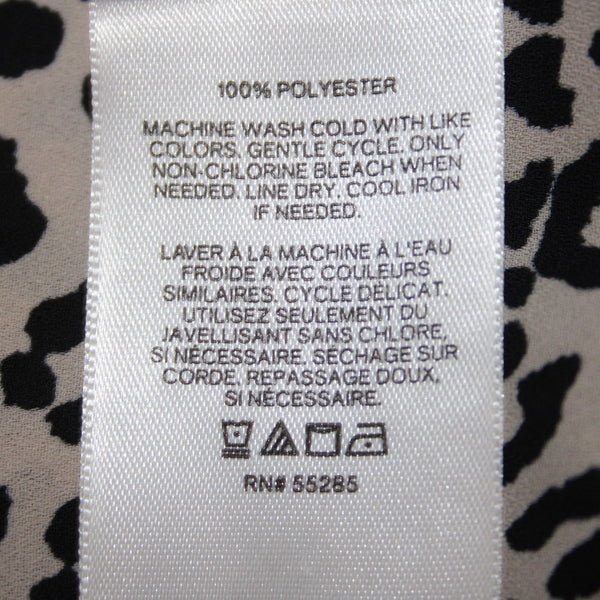 100% POLYESTER
MACHINE WASH COLD WITH LIKE
COLORS. GENTLE CYCLE. ONLY
NON-CHLORINE BLEACH WHEN
NEEDED. LINE DRY. COOL IRON
IF NEEDED.
LAVER À LA MACHINE À L'EAU
FROIDE AVEC COULEURS
SIMILAIRES. CYCLE DÉLICAT.
UTILISEZ SEULEMENT DU
JAVELLISANT SANS CHLORE,
SI NÉCESSAIRE. SÉCHAGE SUR
CORDE. REPASSAGE DOUX,
SI NÉCESSAIRE.
RN# 55285